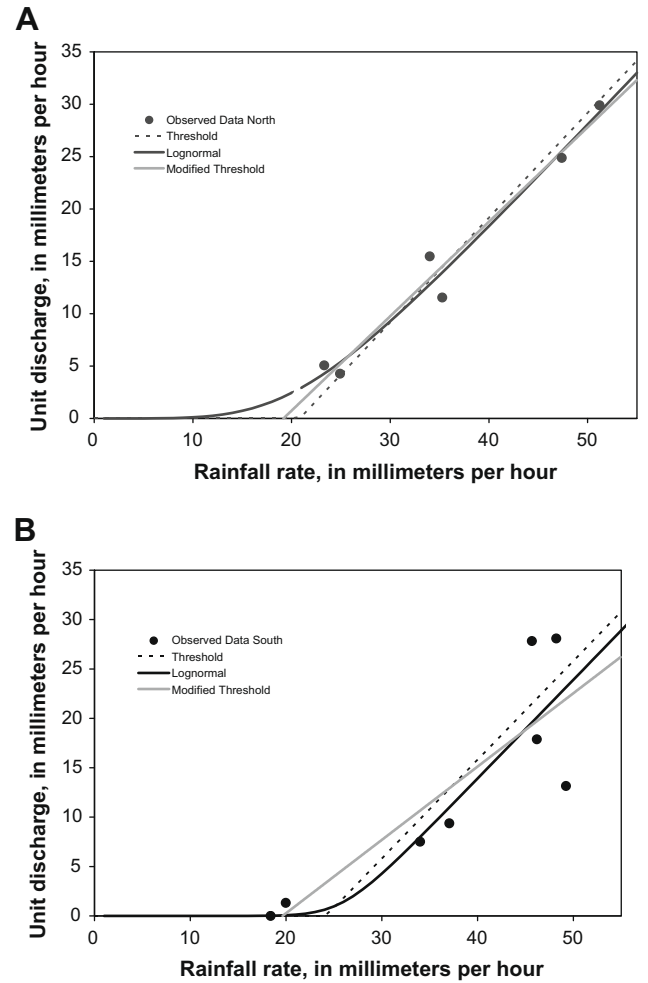 A
Unit discharge, in millimeters per hour
35
30
25
20
15
10
5
0
Observed Data North
Threshold
Lognormal
Modified Threshold
0 10 20 30 40 50
Rainfall rate, in millimeters per hour
B
Unit discharge, in millimeters per hour
35
30
25
20
15
10
5
0
Observed Data South
Threshold
Lognormal
Modified Threshold
0 10 20 30 40 50
Rainfall rate, in millimeters per hour